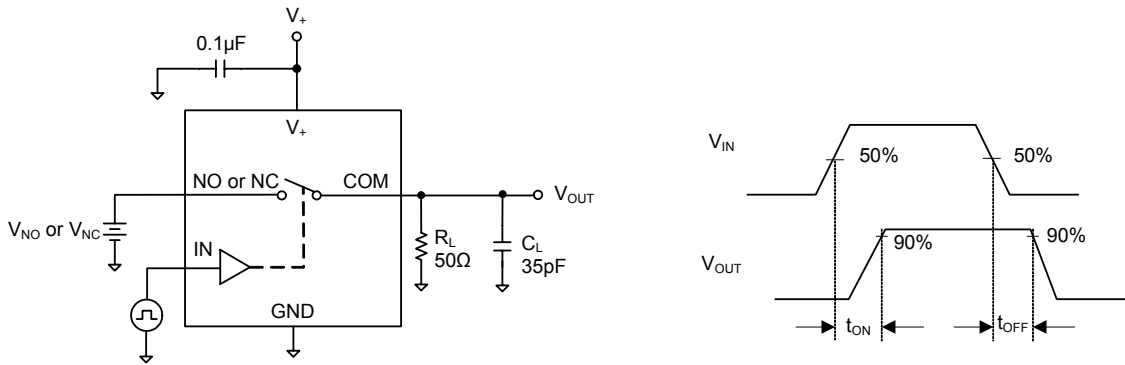 V+
0.1µF
V+
NO or NC
COM
VOUT
VNO or VNC
IN
RL
50Ω
CL
35pF
GND
VIN
50%
50%
VOUT
90%
90%
tON
tOFF